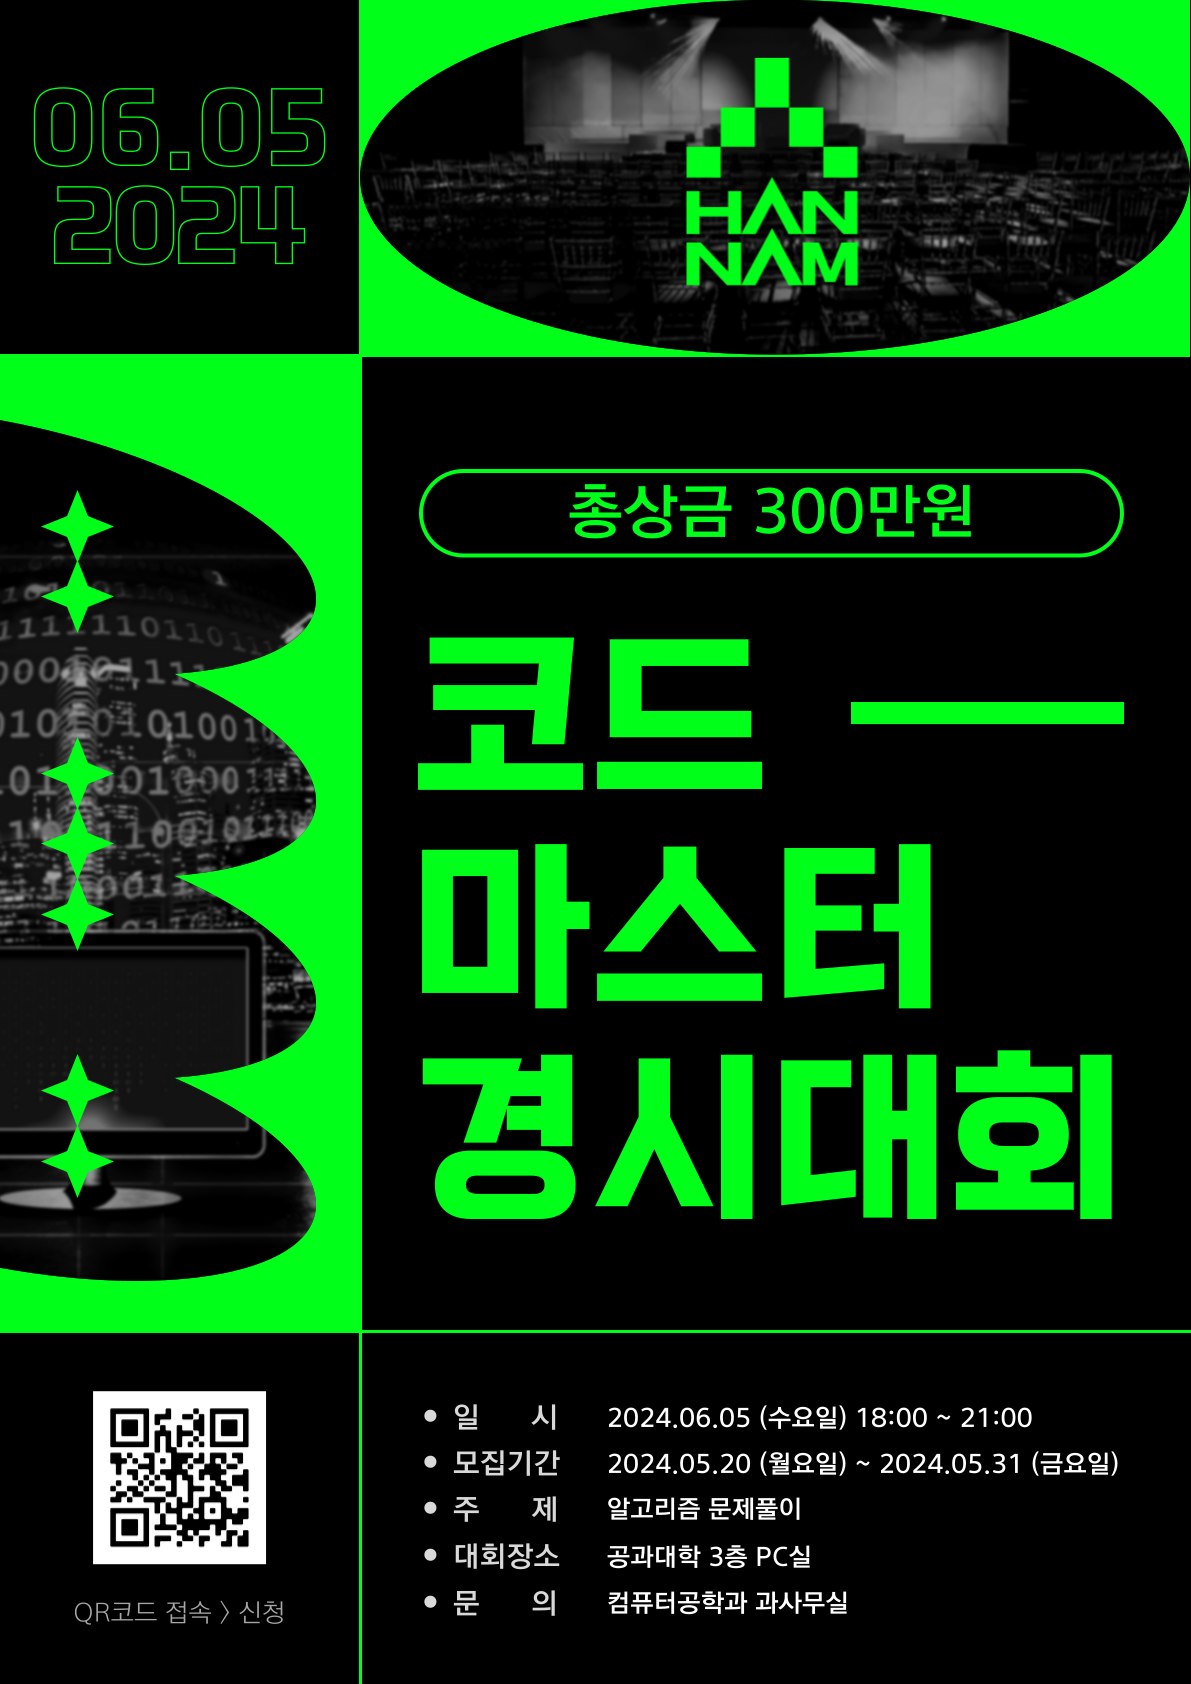 06.05
2024
HAN
NAM
총상금 300만원
코드
마스터
경시대회
QR코드 접속 〉 신청
• 일 시 2024.06.05 (수요일) 18:00 ~ 21:00
• 모집기간 2024.05.20 (월요일) ~ 2024.05.31 (금요일)
• 주 제 알고리즘 문제풀이
• 대회장소 공과대학 3층 PC실
• 문 의 컴퓨터공학과 과사무실